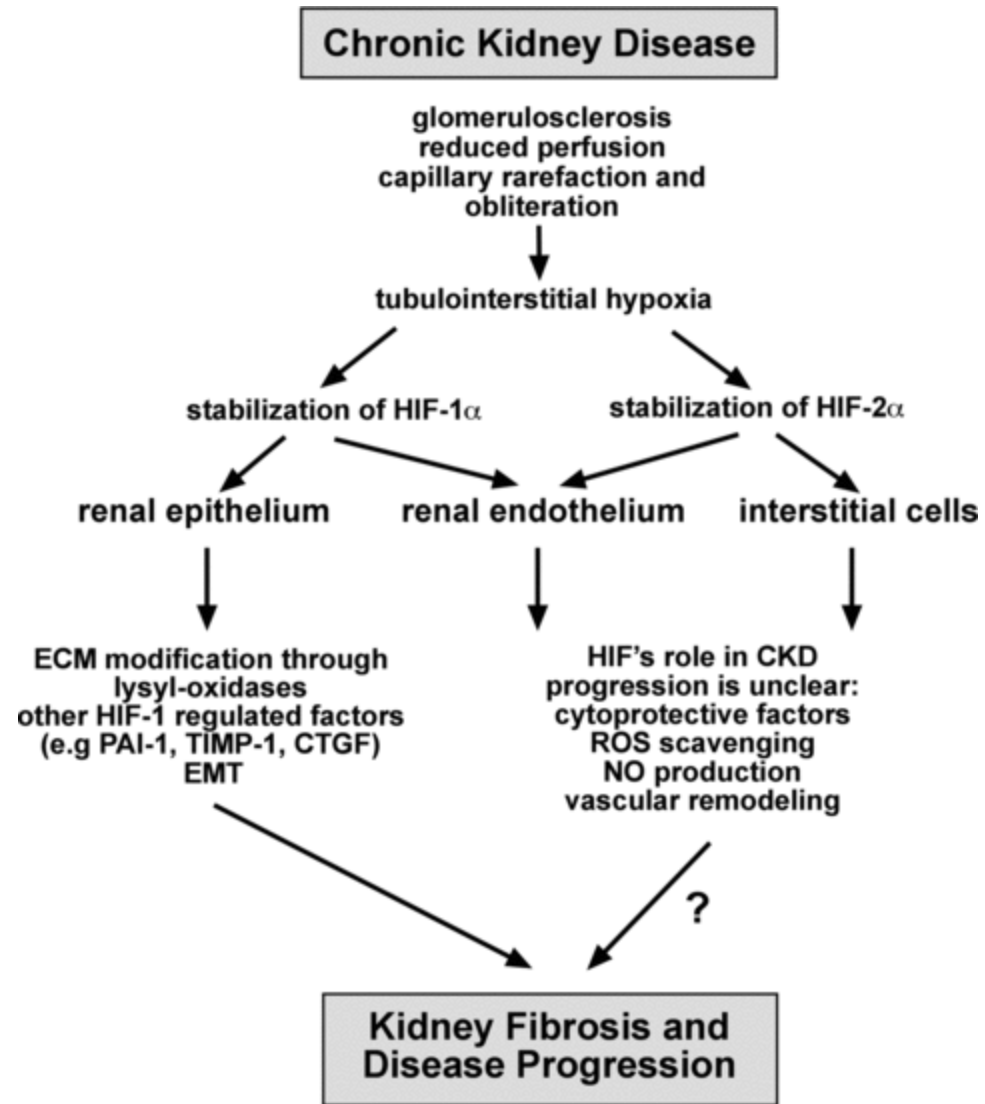 Chronic Kidney Disease
glomerulosclerosis
reduced perfusion
capillary rarefaction and
obliteration
tubulointerstitial hypoxia
stabilization of HIF-1α
stabilization of HIF-2α
renal epithelium
renal endothelium
interstitial cells
ECM modification through
lysyl-oxidases
other HIF-1 regulated factors
(e.g PAI-1, TIMP-1, CTGF)
EMT
HIF's role in CKD
progression is unclear:
cytoprotective factors
ROS scavenging
NO production
vascular remodeling
?
Kidney Fibrosis and
Disease Progression